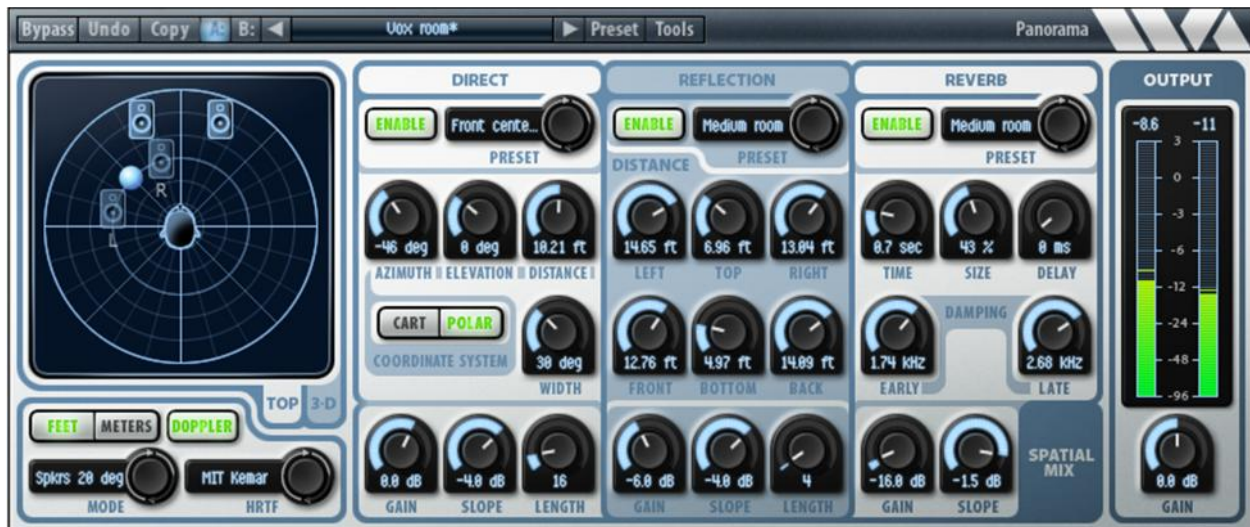 Bypass Undo Copy A: B: Vox room* Preset Tools Panorama
DIRECT REFLECTION REVERB OUTPUT
ENABLE Front cente... ENABLE Medium room ENABLE Medium room -8.6 -11
PRESET PRESET PRESET
DISTANCE
R
L
-46 deg 0 deg 10.21 ft 14.65 ft 6.96 ft 13.04 ft 0.7 sec 43 % 0 ms
AZIMUTH ELEVATION DISTANCE LEFT TOP RIGHT TIME SIZE DELAY
CART POLAR
COORDINATE SYSTEM
DAMPING
30 deg 12.76 ft 4.97 ft 14.09 ft 1.74 kHz 2.68 kHz
WIDTH FRONT BOTTOM BACK EARLY LATE
3
0
-3
-6
-12
-24
-48
-96
TOP 3-D
FEET METERS DOPPLER
Spkrs 20 deg MIT Kemar
MODE HRTF
0.0 dB -4.0 dB 16 -6.0 dB -4.0 dB 4 -16.0 dB -1.5 dB 0.0 dB
GAIN SLOPE LENGTH GAIN SLOPE LENGTH GAIN SLOPE GAIN
SPATIAL
MIX